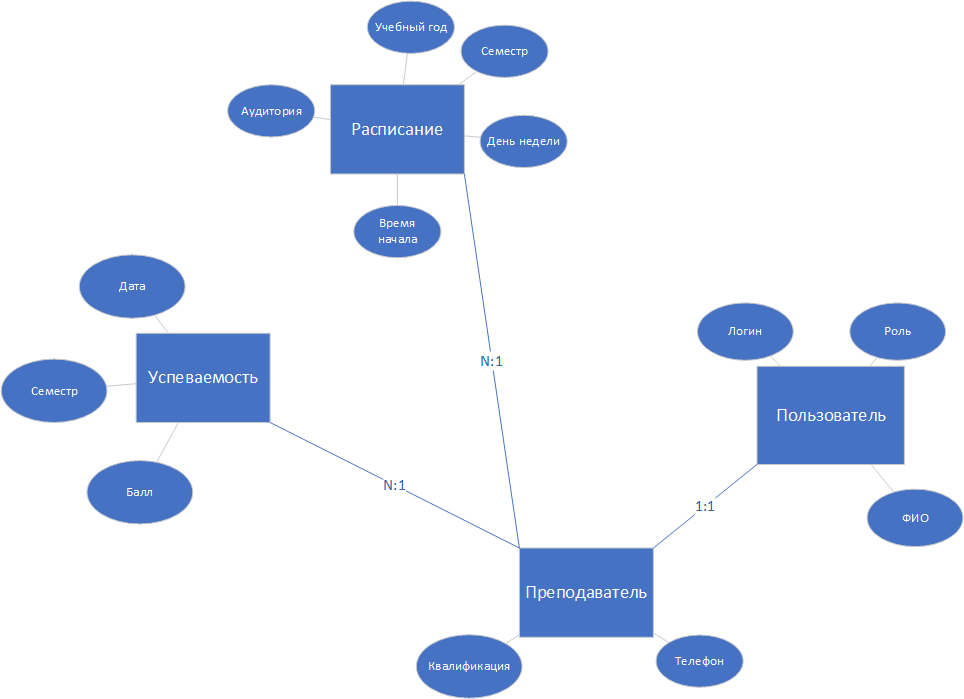 Учебный год
Семестр
Аудитория
Расписание
День недели
Время
начала
Дата
Успеваемость
Семестр
Балл
N:1
N:1
Логин
Роль
Пользователь
ФИО
1:1
Преподаватель
Квалификация
Телефон